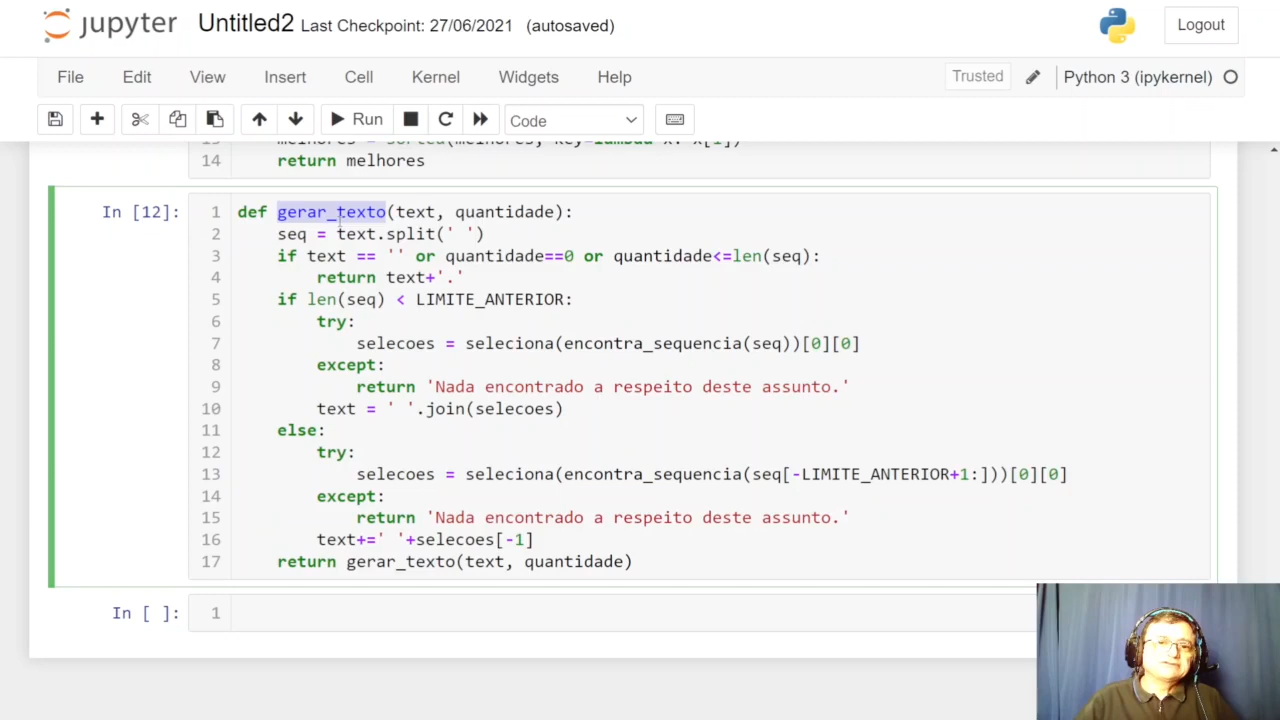 jupyter Untitled2 Last Checkpoint: 27/06/2021 (autosaved) Logout
File Edit View Insert Cell Kernel Widgets Help Trusted Python 3 (ipykernel)
Run Code
14 return melhores
In [12]: 1 def gerar_texto(text, quantidade):
2 seq = text.split(' ')
3 if text == '' or quantidade==0 or quantidade<=len(seq):
4 return text+'.'
5 if len(seq) < LIMITE_ANTERIOR:
6 try:
7 selecoes = seleciona(encontra_sequencia(seq))[0][0]
8 except:
9 return 'Nada encontrado a respeito deste assunto.'
10 text = ' '.join(selecoes)
11 else:
12 try:
13 selecoes = seleciona(encontra_sequencia(seq[-LIMITE_ANTERIOR+1:]))[0][0]
14 except:
15 return 'Nada encontrado a respeito deste assunto.'
16 text+=' '+selecoes[-1]
17 return gerar_texto(text, quantidade)
In [ ]: 1